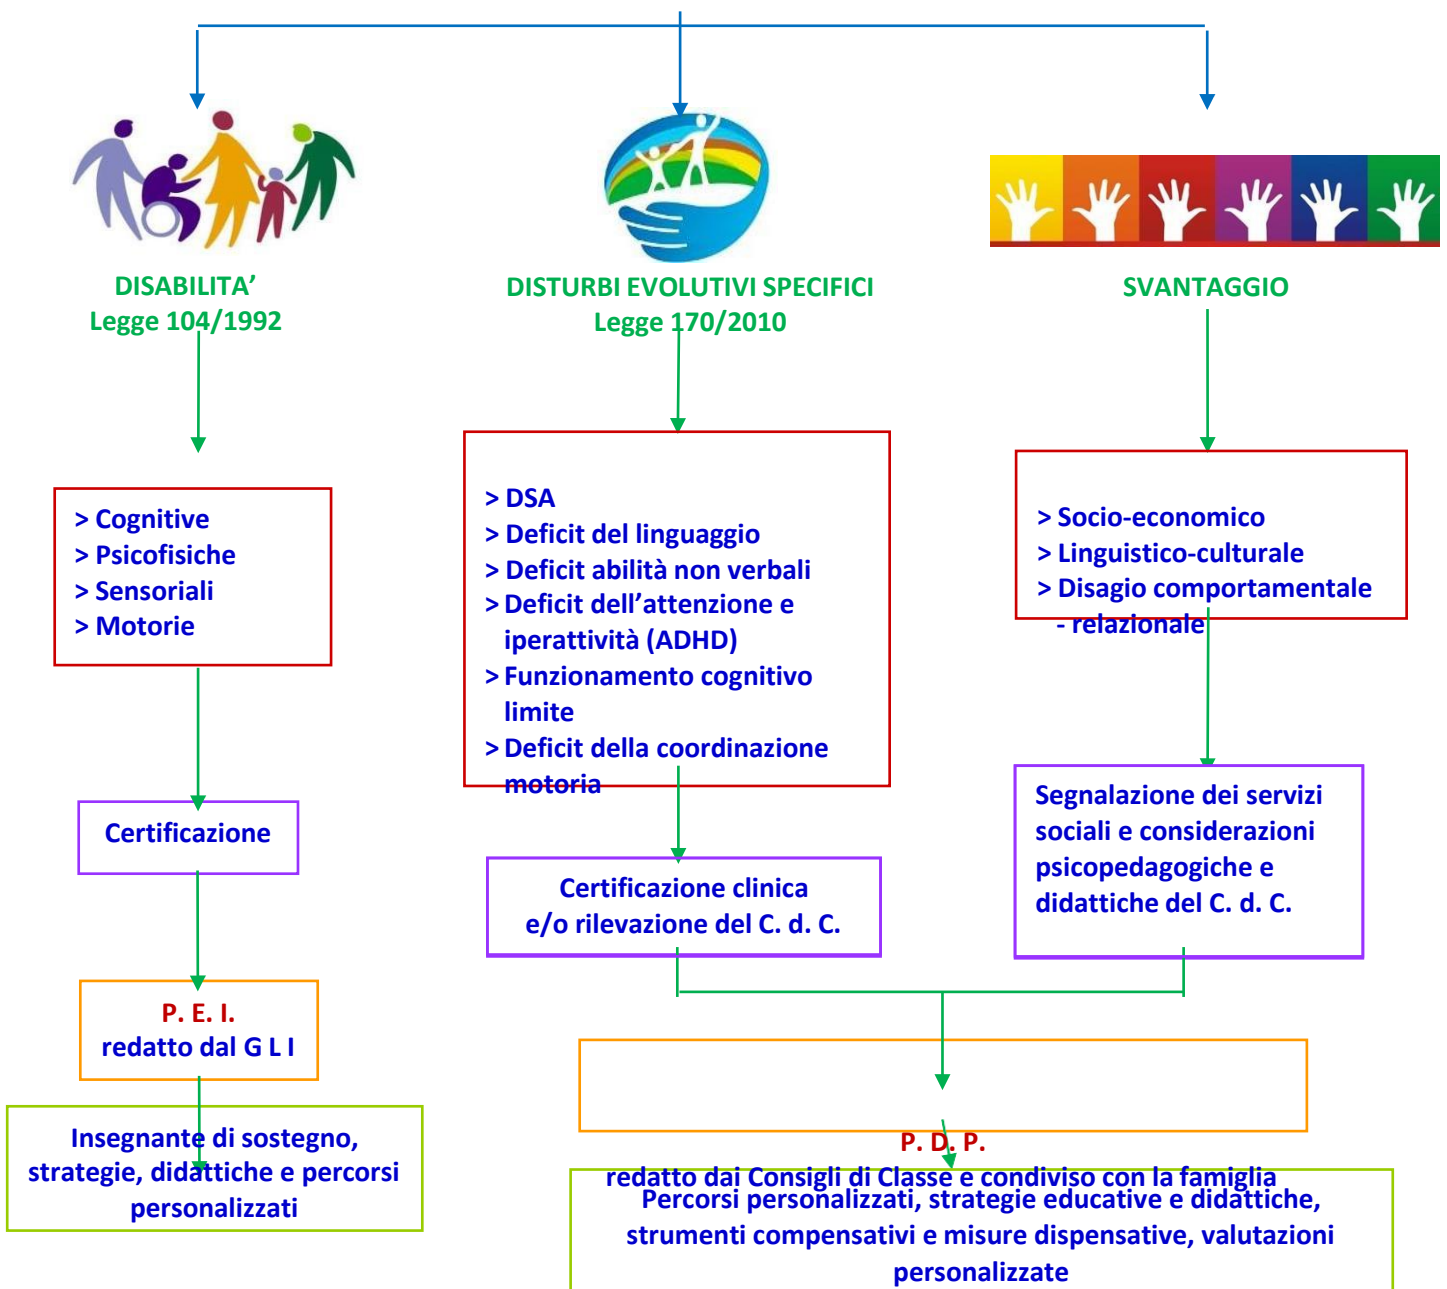 DISABILITA’
Legge 104/1992
> Cognitive
> Psicofisiche
> Sensoriali
> Motorie
Certificazione
P. E. I.
redatto dal G L I
Insegnante di sostegno,
strategie, didattiche e percorsi
personalizzati
DISTURBI EVOLUTIVI SPECIFICI
Legge 170/2010
> DSA
> Deficit del linguaggio
> Deficit abilità non verbali
> Deficit dell’attenzione e
iperattività (ADHD)
> Funzionamento cognitivo
limite
> Deficit della coordinazione
motoria
Certificazione clinica
e/o rilevazione del C. d. C.
SVANTAGGIO
> Socio-economico
> Linguistico-culturale
> Disagio comportamentale
- relazionale
Segnalazione dei servizi
sociali e considerazioni
psicopedagogiche e
didattiche del C. d. C.
P. D. P.
redatto dai Consigli di Classe e condiviso con la famiglia
Percorsi personalizzati, strategie educative e didattiche,
strumenti compensativi e misure dispensative, valutazioni
personalizzate